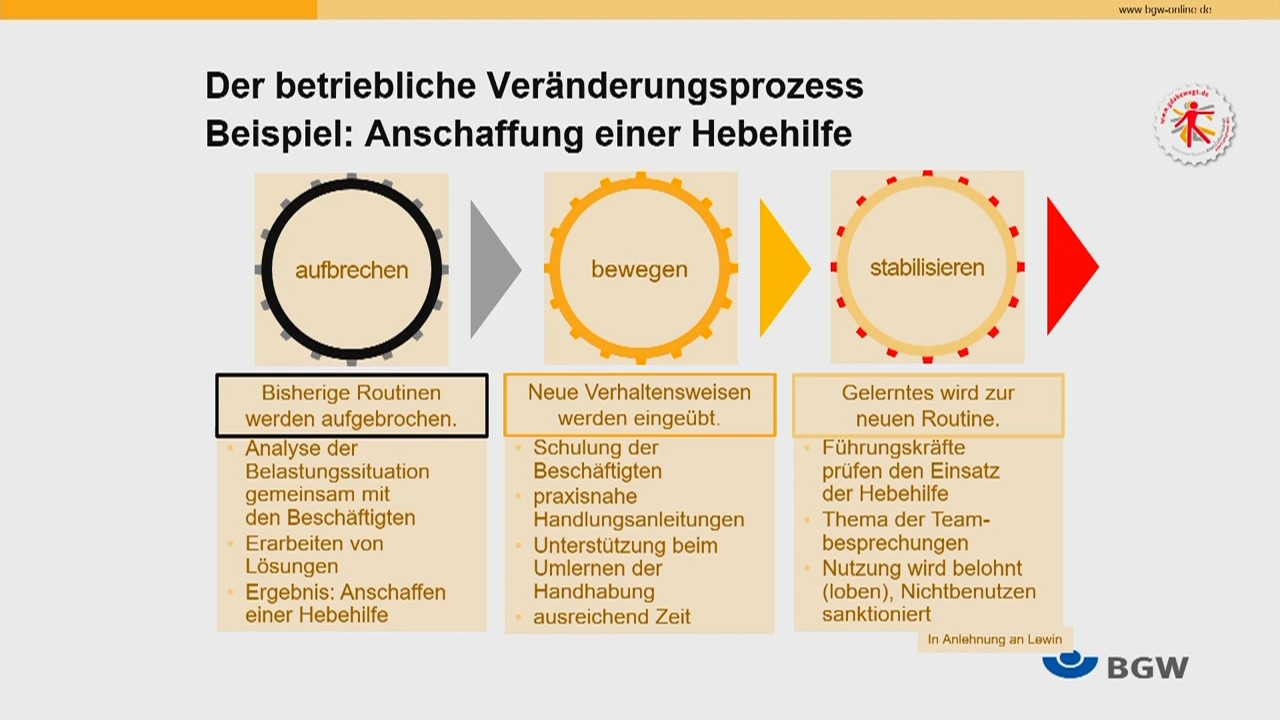 www.bgw-online.de
Der betriebliche Veränderungsprozess
Beispiel: Anschaffung einer Hebehilfe
www.gdabewegt.de
aufbrechen
bewegen
stabilisieren
Bisherige Routinen
werden aufgebrochen.
• Analyse der
Belastungssituation
gemeinsam mit
den Beschäftigten
• Erarbeiten von
Lösungen
• Ergebnis: Anschaffen
einer Hebehilfe
Neue Verhaltensweisen
werden eingeübt.
• Schulung der
Beschäftigten
• praxisnahe
Handlungsanleitungen
• Unterstützung beim
Umlernen der
Handhabung
• ausreichend Zeit
Gelerntes wird zur
neuen Routine.
• Führungskräfte
prüfen den Einsatz
der Hebehilfe
• Thema der Team-
besprechungen
• Nutzung wird belohnt
(loben), Nichtbenutzen
sanktioniert
In Anlehnung an Lewin
BGW